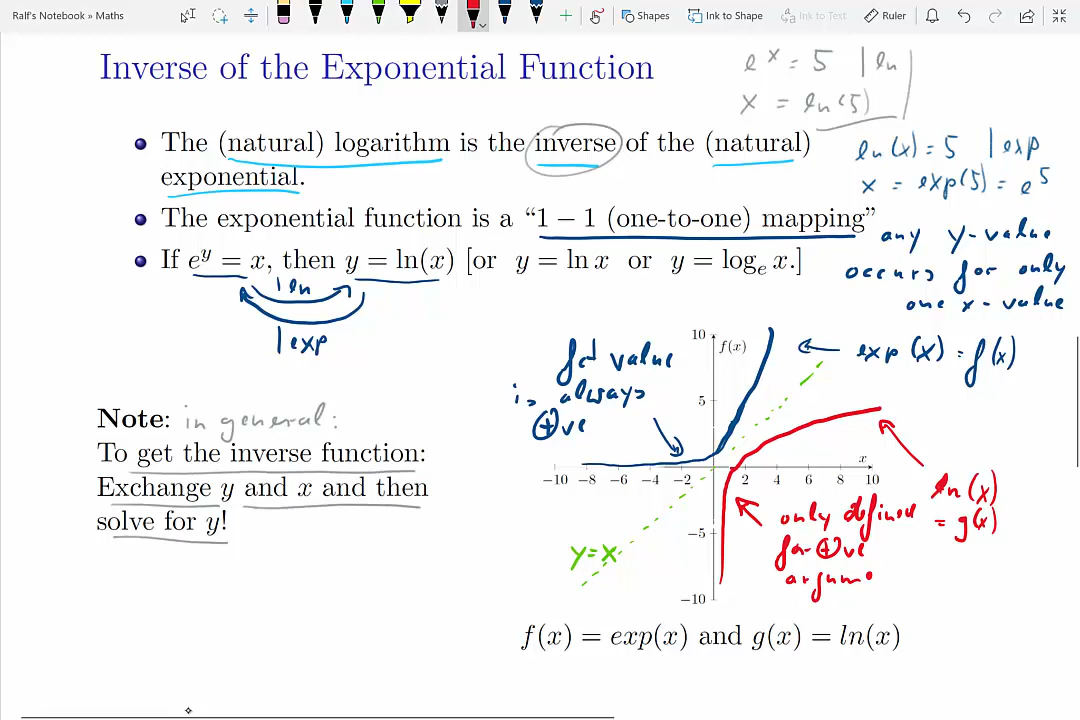 Ralf's Notebook » Maths
Shapes
Ink to Shape
Ink to Text
Ruler
Inverse of the Exponential Function
e^x = 5 | ln
x = ln(5)
The (natural) logarithm is the inverse of the (natural)
exponential.
ln(x) = 5 | exp
x = exp(5) = e^5
The exponential function is a “1 − 1 (one-to-one) mapping”
any y-value
occurs for only
one x-value
If e^y = x, then y = ln(x) [or y = ln x or y = log_e x.]
| ln
| exp
fct value
is always
⊕ve
10
f(x)
exp(x) = f(x)
5
x
−10 −8 −6 −4 −2 2 4 6 8 10
−5
−10
ln(x)
= g(x)
only defined
for ⊕ve
argum
y=x
Note: in general:
To get the inverse function:
Exchange y and x and then
solve for y!
f(x) = exp(x) and g(x) = ln(x)